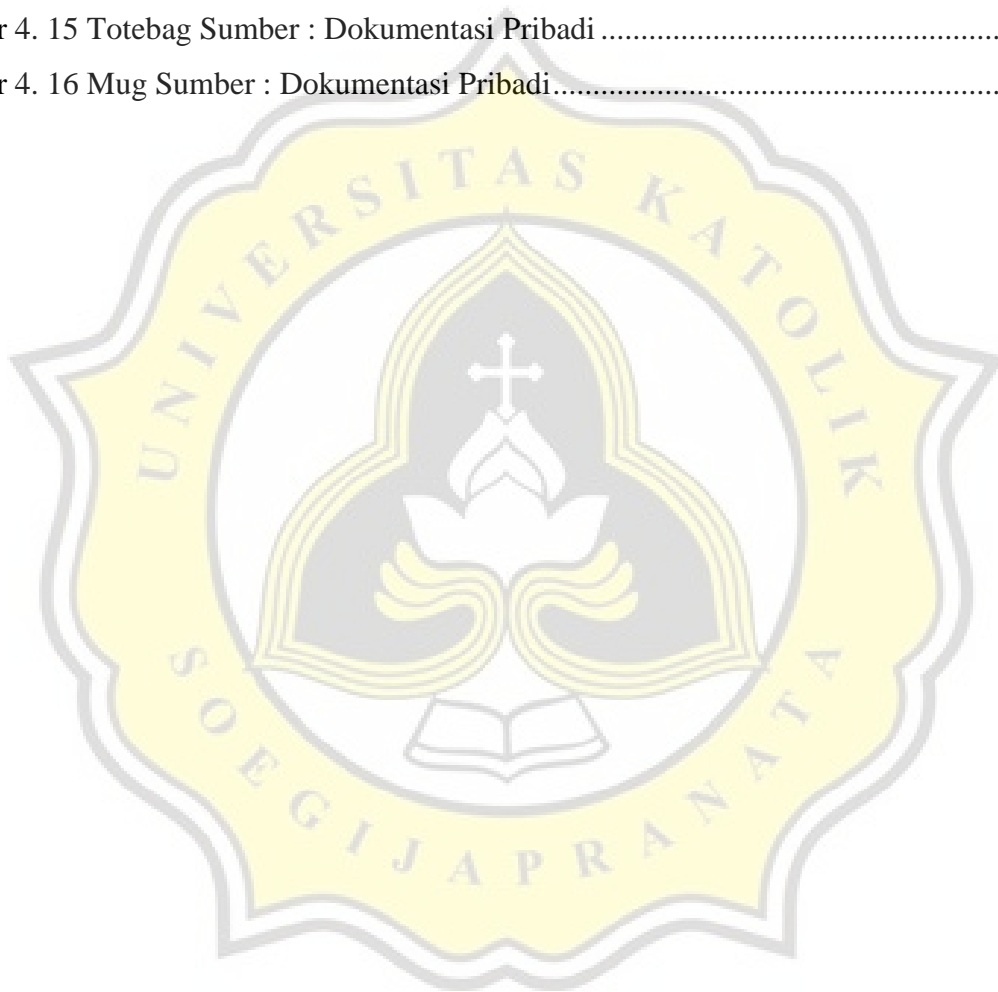 r 4. 15 Totebag Sumber : Dokumentasi Pribadi ................................................
r 4. 16 Mug Sumber : Dokumentasi Pribadi......................................................
UNIVERSITAS KATOLIK
SOEGIJAPRANATA